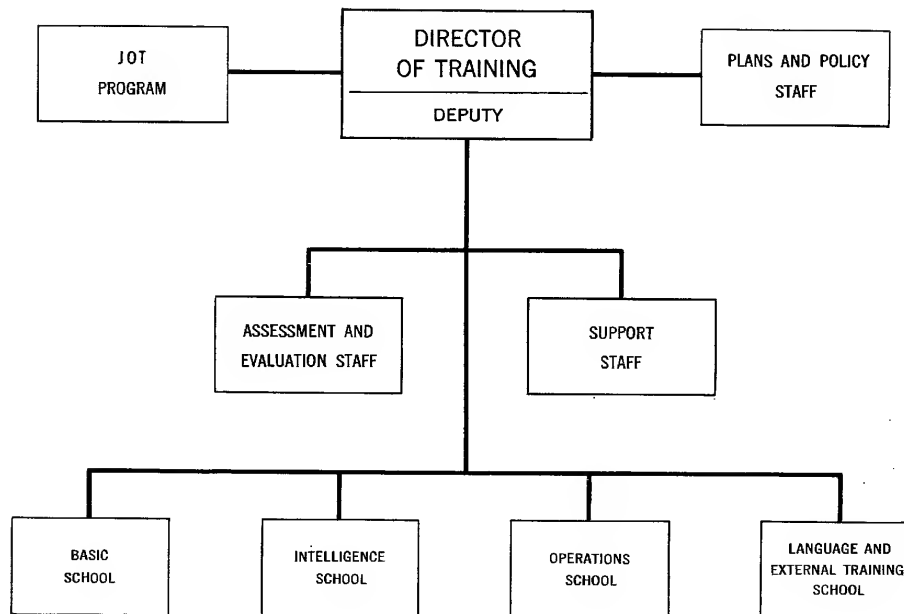 JOT
PROGRAM
DIRECTOR
OF TRAINING
DEPUTY
PLANS AND POLICY
STAFF
ASSESSMENT AND
EVALUATION STAFF
SUPPORT
STAFF
BASIC
SCHOOL
INTELLIGENCE
SCHOOL
OPERATIONS
SCHOOL
LANGUAGE AND
EXTERNAL TRAINING
SCHOOL